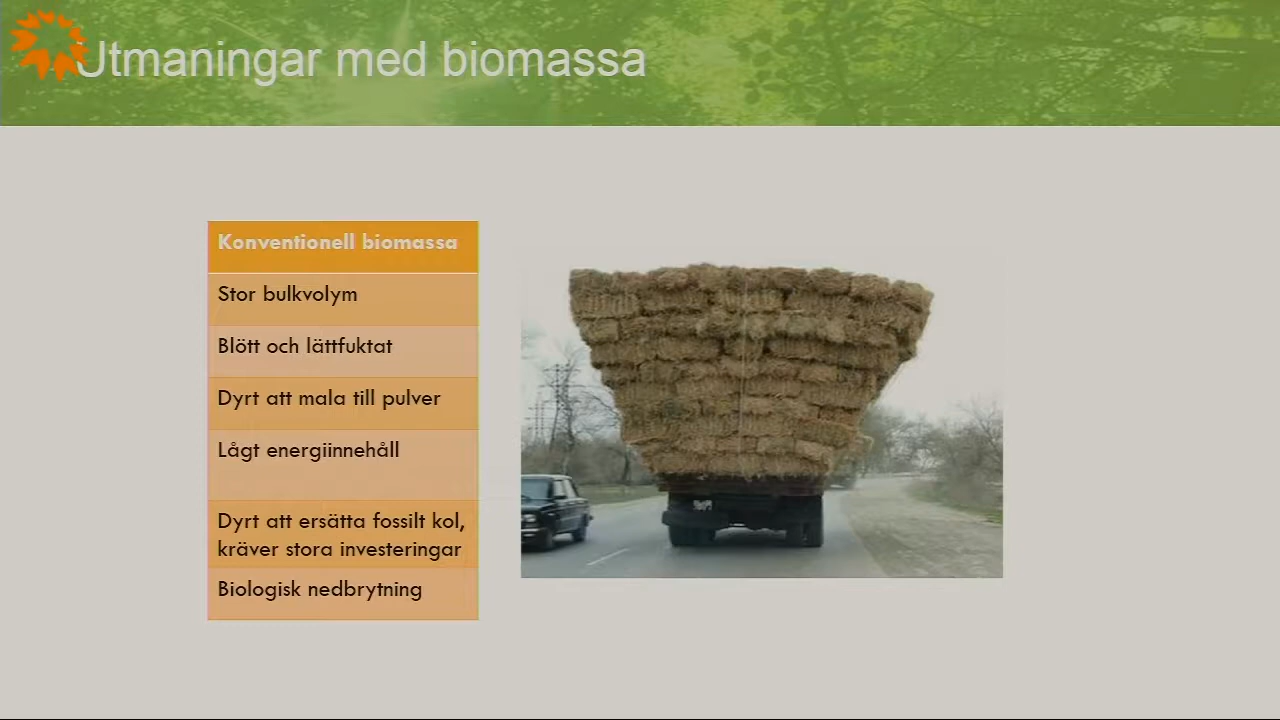 Utmaningar med biomassa
Konventionell biomassa
Stor bulkvolym
Blött och lättfuktat
Dyrt att mala till pulver
Lågt energiinnehåll
Dyrt att ersätta fossilt kol,
kräver stora investeringar
Biologisk nedbrytning